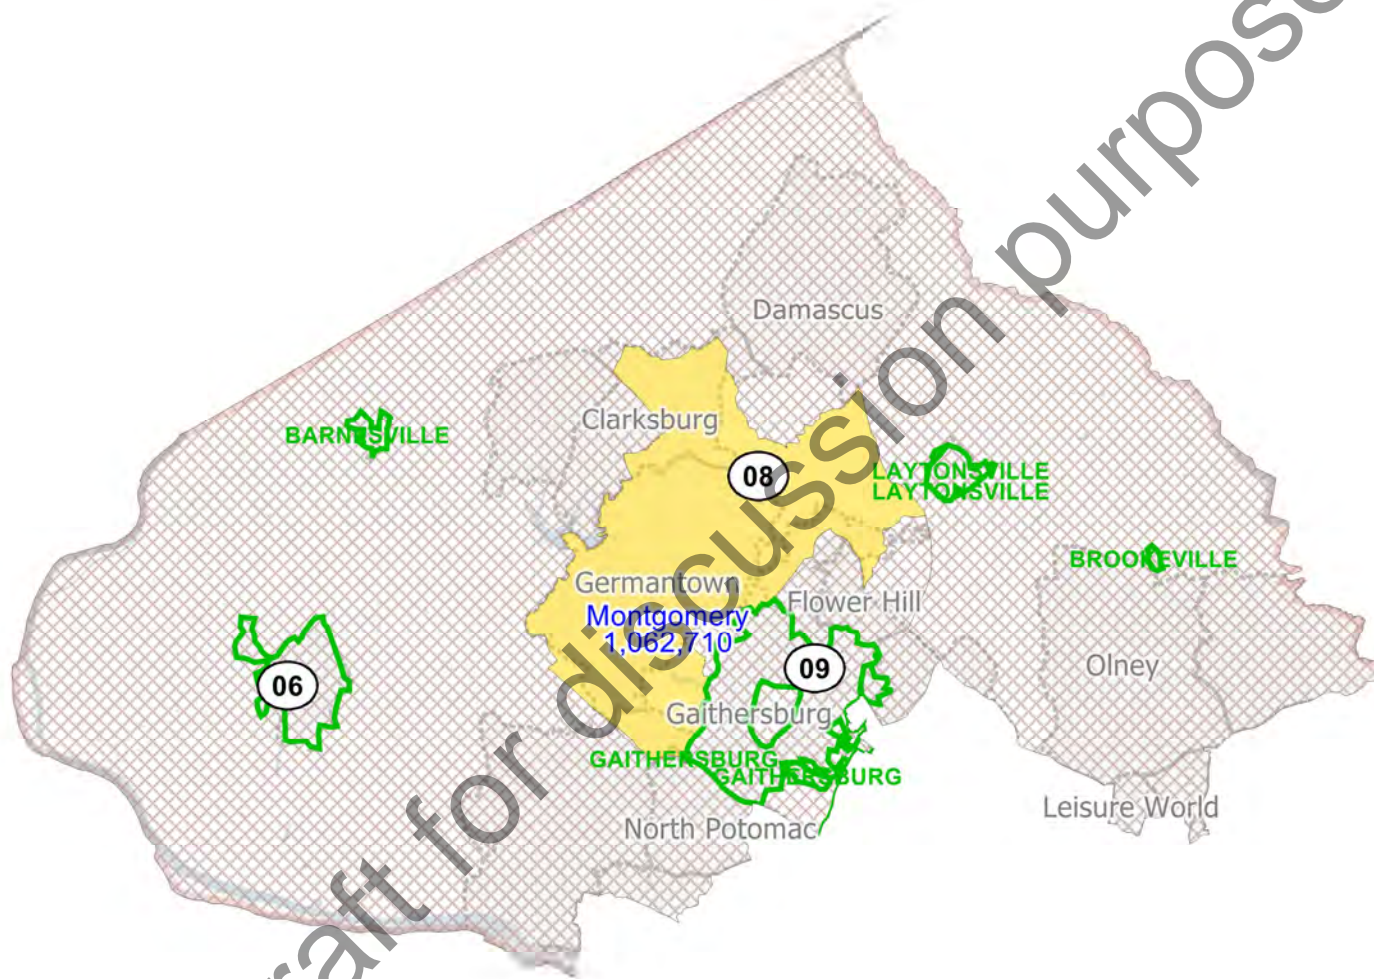 Damascus
Clarksburg
BARNESVILLE
08
LAYTONSVILLE
LAYTONSVILLE
BROOKEVILLE
Germantown
Flower Hill
Montgomery
1,062,710
09
Olney
06
Gaithersburg
GAITHERSBURG
GAITHERSBURG
Leisure World
North Potomac
raft for discussion purpose